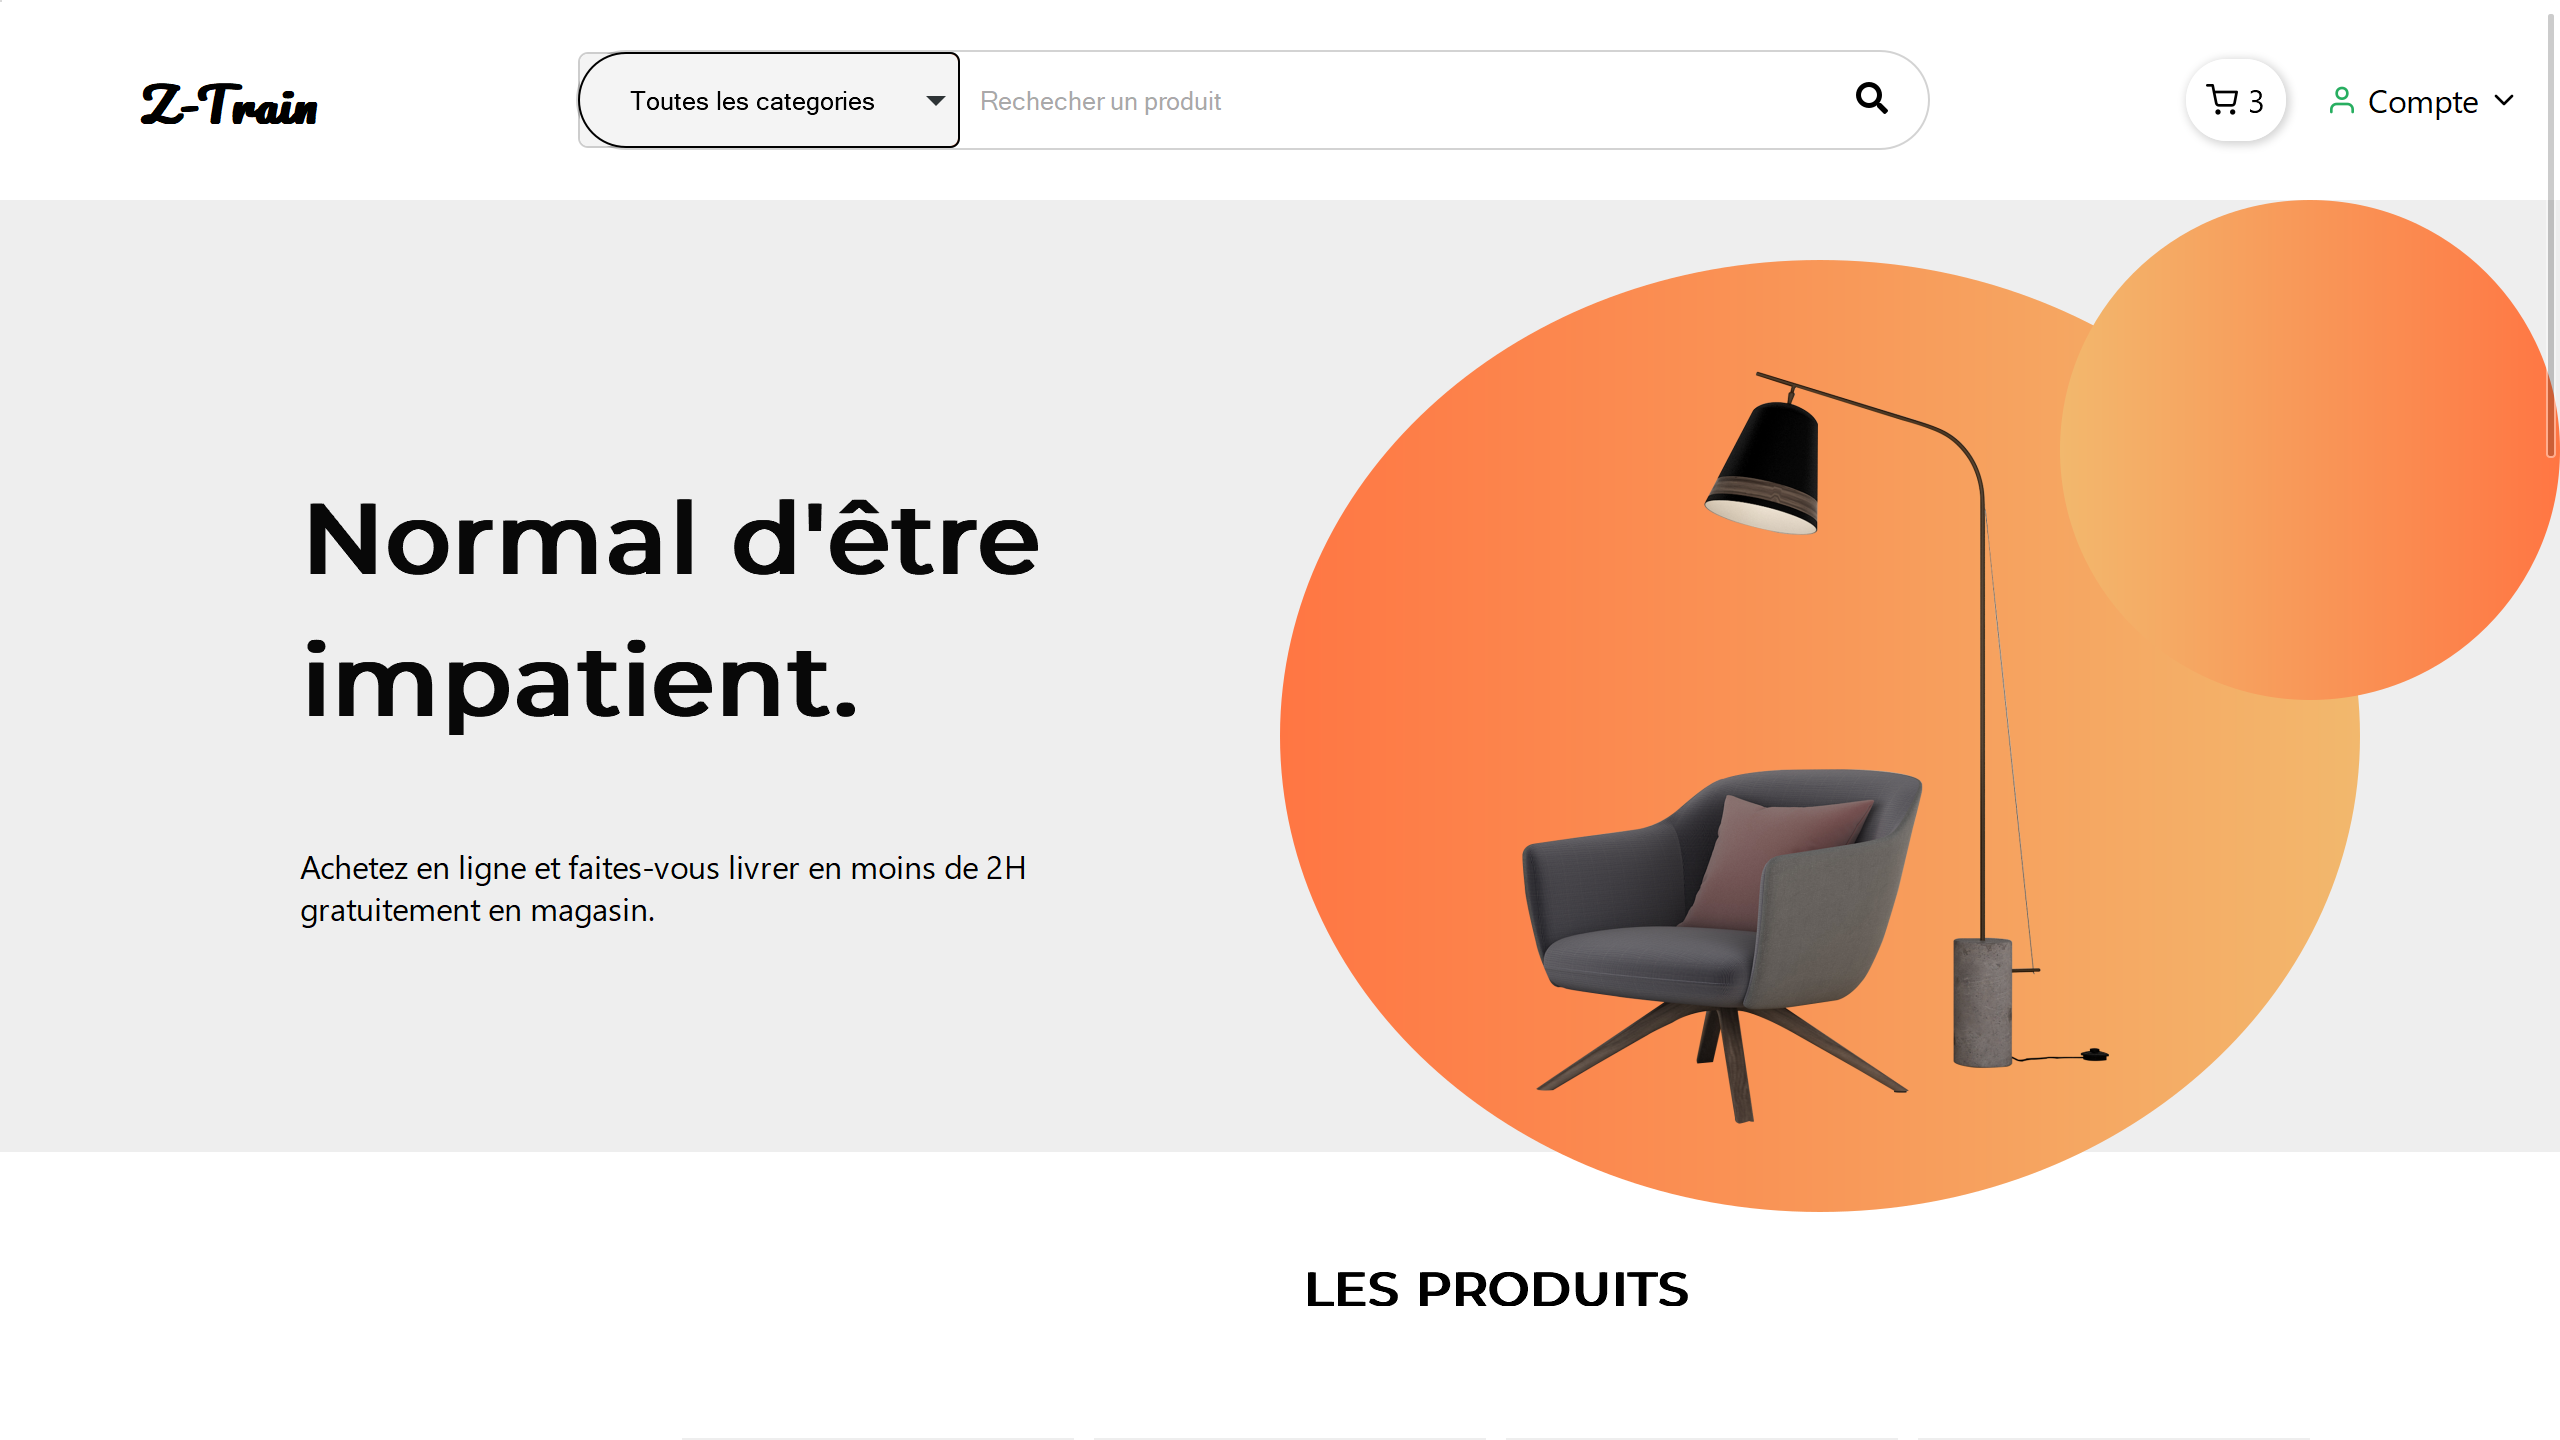 Z-Train
Toutes les categories
Rechecher un produit
3
Compte
Normal d'être
impatient.
Achetez en ligne et faites-vous livrer en moins de 2H
gratuitement en magasin.
LES PRODUITS